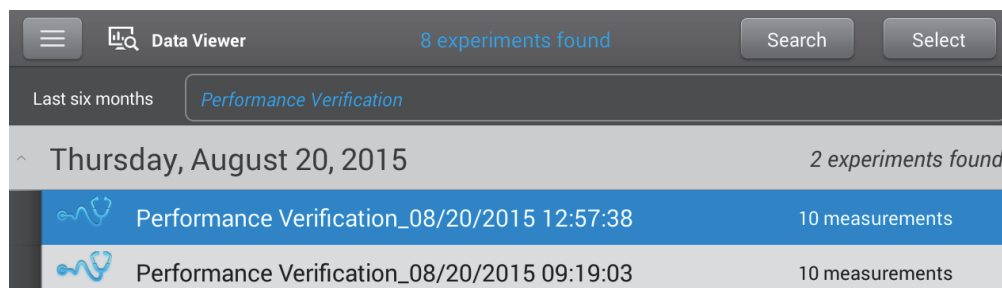 Data Viewer 8 experiments found Search Select
Last six months Performance Verification
Thursday, August 20, 2015 2 experiments found
Performance Verification_08/20/2015 12:57:38 10 measurements
Performance Verification_08/20/2015 09:19:03 10 measurements